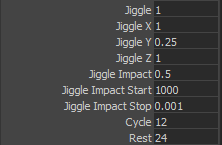 Jiggle 1
Jiggle X 1
Jiggle Y 0.25
Jiggle Z 1
Jiggle Impact 0.5
Jiggle Impact Start 1000
Jiggle Impact Stop 0.001
Cycle 12
Rest 24